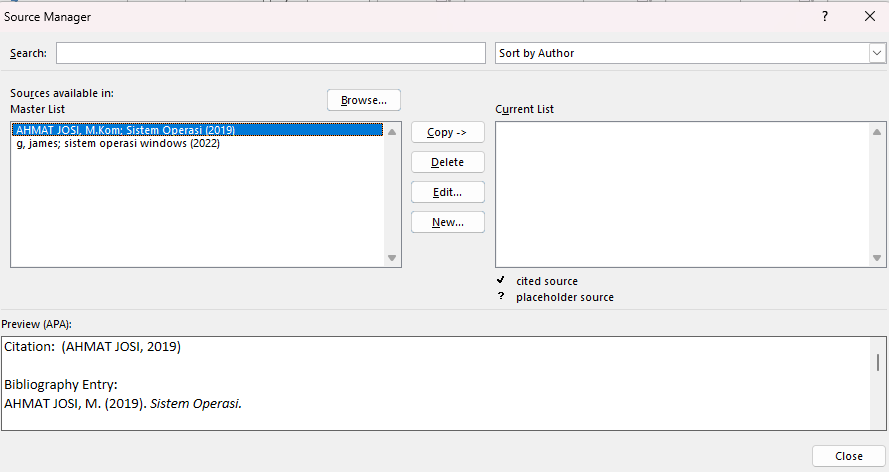 Source Manager
? ×
Search:
Sort by Author
Sources available in:
Master List
Browse...
Current List
AHMAT JOSI, M.Kom; Sistem Operasi (2019)
g, james; sistem operasi windows (2022)
Copy ->
Delete
Edit...
New...
✓ cited source
? placeholder source
Preview (APA):
Citation: (AHMAT JOSI, 2019)
Bibliography Entry:
AHMAT JOSI, M. (2019). Sistem Operasi.
Close